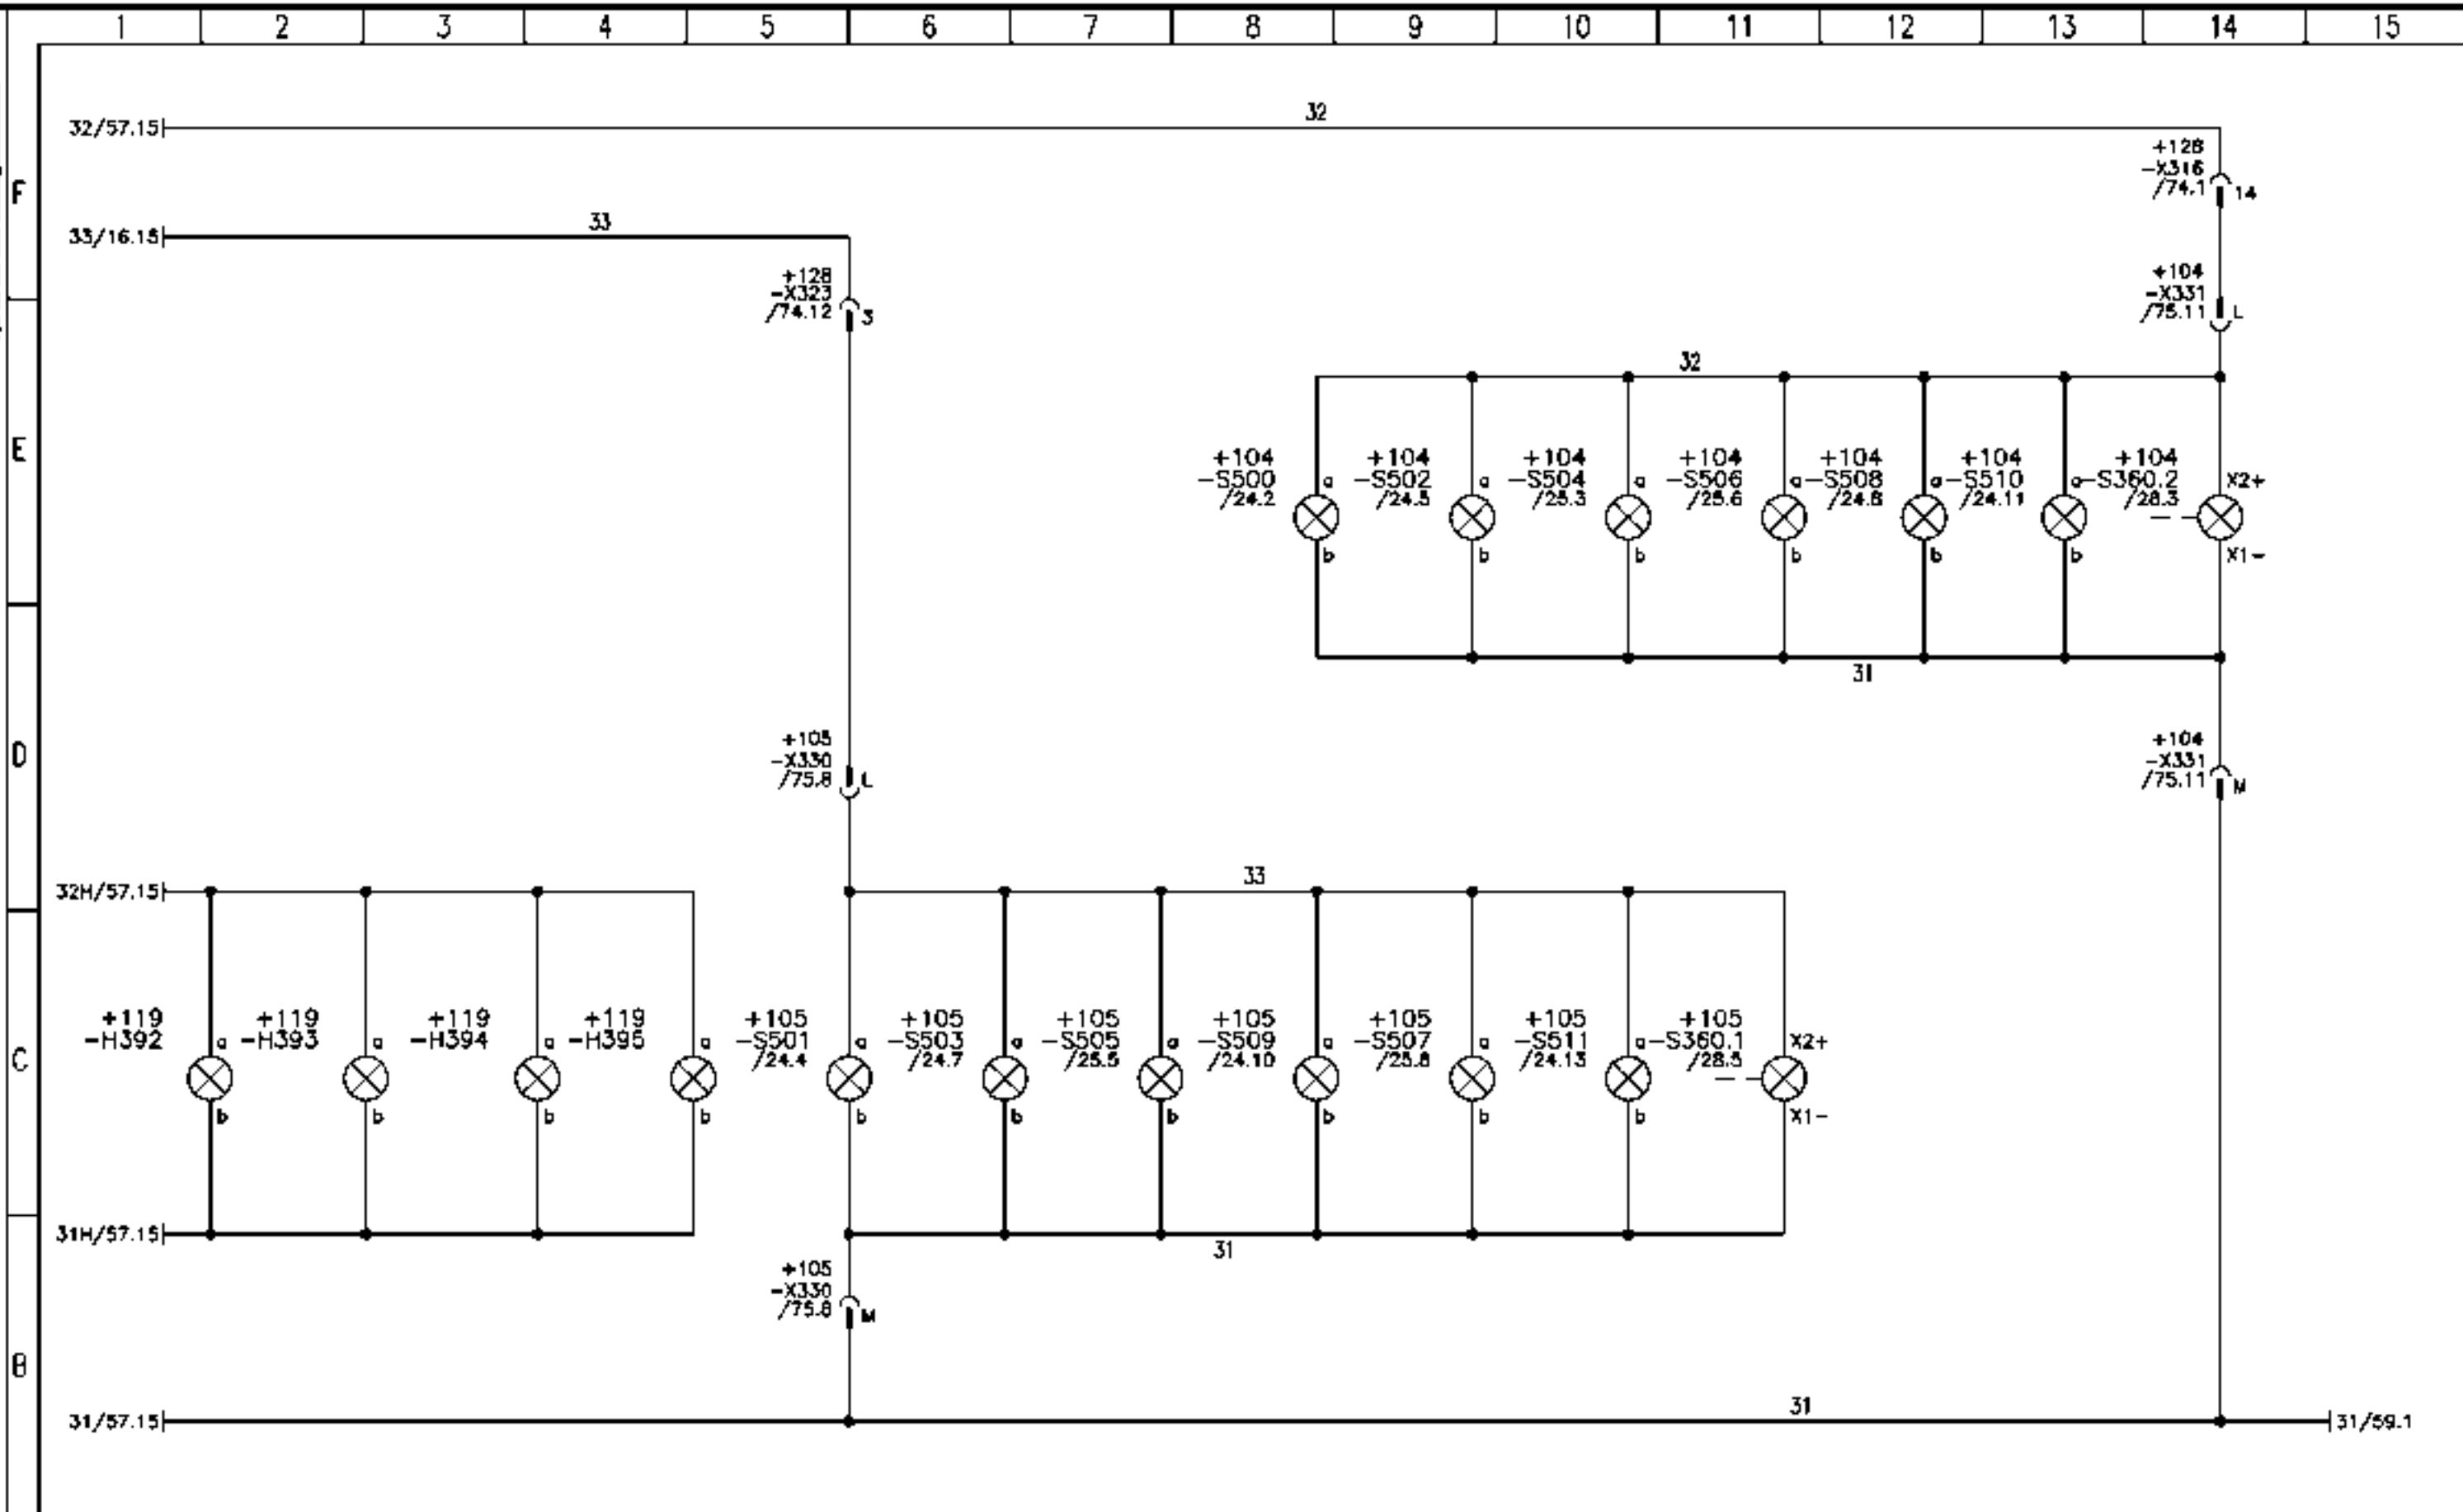 1 2 3 4 5 6 7 8 9 10 11 12 13 14 15
32
32/57.15
+128
-X316
/74.1
14
F
33
33/16.15
+128
-X323
/74.12
3
+104
-X331
/75.11
L
32
E
+104
-S500
/24.2
a
b
+104
-S502
/24.5
a
b
+104
-S504
/25.3
a
b
+104
-S506
/25.6
a
b
+104
-S508
/24.8
a
b
+104
-S510
/24.11
a
b
+104
-S360.2
/28.3
X2+
X1-
31
D
+105
-X330
/75.8
L
+104
-X331
/75.11
M
32H/57.15
33
C
+119
-H392
a
b
+119
-H393
a
b
+119
-H394
a
b
+119
-H395
a
b
+105
-S501
/24.4
a
b
+105
-S503
/24.7
a
b
+105
-S505
/25.5
a
b
+105
-S509
/24.10
a
b
+105
-S507
/25.8
a
b
+105
-S511
/24.13
a
b
+105
-S360.1
/28.5
X2+
X1-
31H/57.15
31
+105
-X330
/75.8
M
B
31/57.15
31
31/59.1